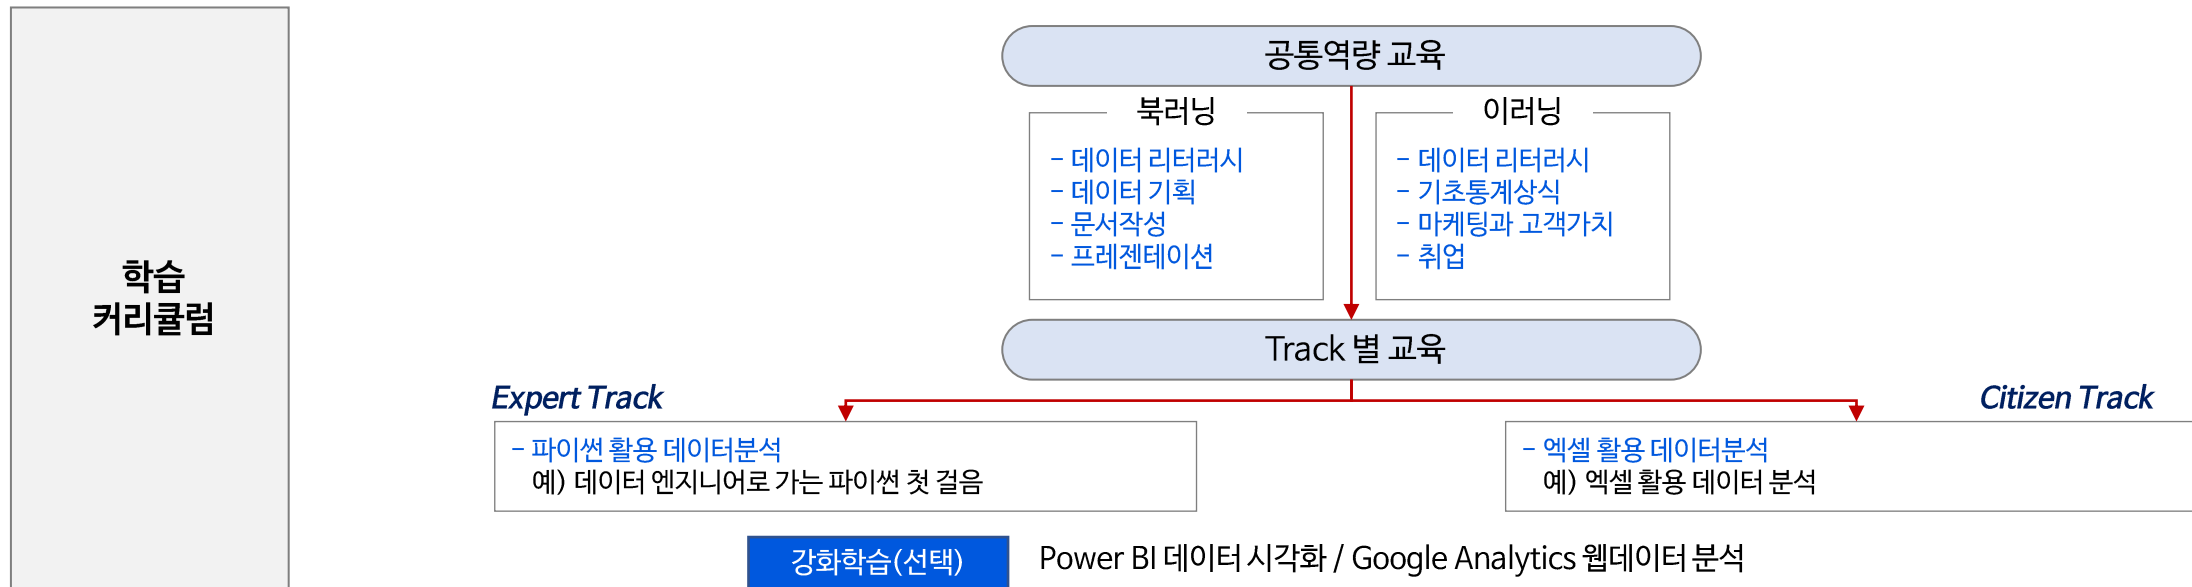 학습
커리큘럼
공통역량 교육
북러닝
- 데이터 리터러시
- 데이터 기획
- 문서작성
- 프레젠테이션
이러닝
- 데이터 리터러시
- 기초통계상식
- 마케팅과 고객가치
- 취업
Track 별 교육
Expert Track
- 파이썬 활용 데이터분석
예) 데이터 엔지니어로 가는 파이썬 첫 걸음
Citizen Track
- 엑셀 활용 데이터분석
예) 엑셀 활용 데이터 분석
강화학습(선택)
Power BI 데이터 시각화 / Google Analytics 웹데이터 분석